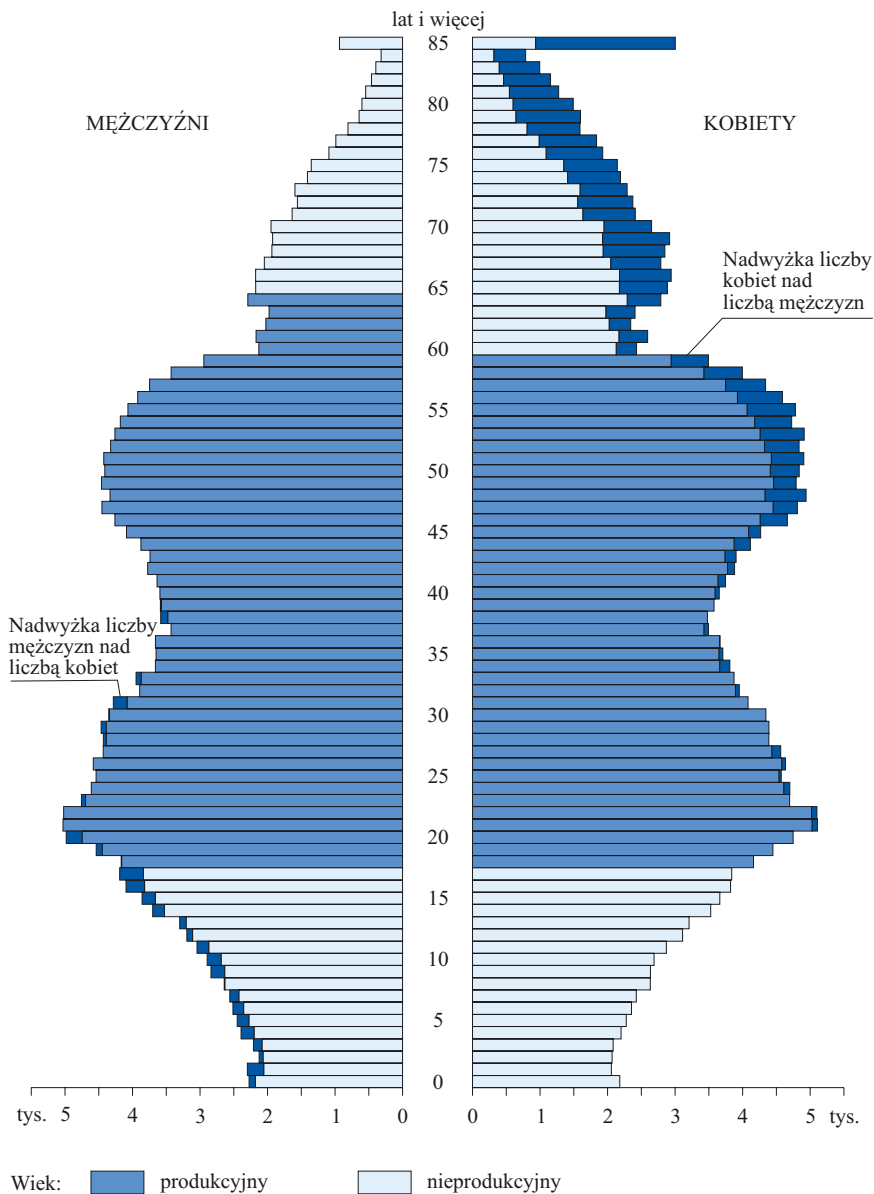 lat i więcej
85
MĘŻCZYŹNI
KOBIETY
80
75
70
Nadwyżka liczby
kobiet nad
liczbą mężczyzn
65
60
55
50
45
40
Nadwyżka liczby
mężczyzn nad
liczbą kobiet
35
30
25
20
15
10
5
0
tys. 5 4 3 2 1 0
0 1 2 3 4 5 tys.
Wiek: produkcyjny nieprodukcyjny